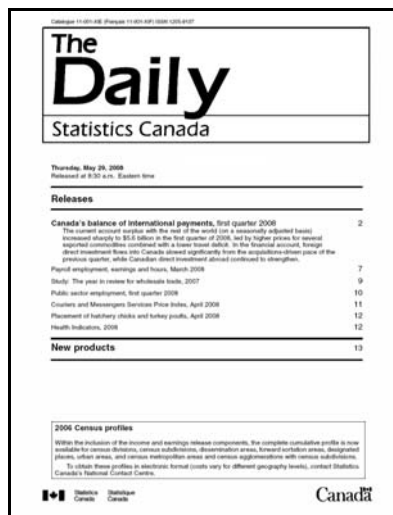 Catalogue 11-001-XIE (Français 11-001-XIF) ISSN 1205-9137
The
Daily
Statistics Canada
Thursday, May 29, 2008
Released at 8:30 a.m. Eastern time
Releases
Canada's balance of international payments, first quarter 2008 2
The current account surplus with the rest of the world (on a seasonally adjusted basis)
increased sharply to $5.6 billion in the first quarter of 2008, led by higher prices for several
exported commodities combined with a lower travel deficit. In the financial account, foreign
direct investment flows into Canada slowed significantly from the acquisitions-driven pace of the
previous quarter, while Canadian direct investment abroad continued to strengthen.
Payroll employment, earnings and hours, March 2008 7
Study: The year in review for wholesale trade, 2007 9
Public sector employment, first quarter 2008 10
Couriers and Messengers Services Price Index, April 2008 11
Placement of hatchery chicks and turkey poults, April 2008 12
Health Indicators, 2008 12
New products 13
2006 Census profiles
Within the inclusion of the income and earnings release components, the complete cumulative profile is now
available for census divisions, census subdivisions, dissemination areas, forward sortation areas, designated
places, urban areas, and census metropolitan areas and census agglomerations with census subdivisions.
To obtain these profiles in electronic format (costs vary for different geography levels), contact Statistics
Canada's National Contact Centre.
Statistics Statistique
Canada Canada
Canada